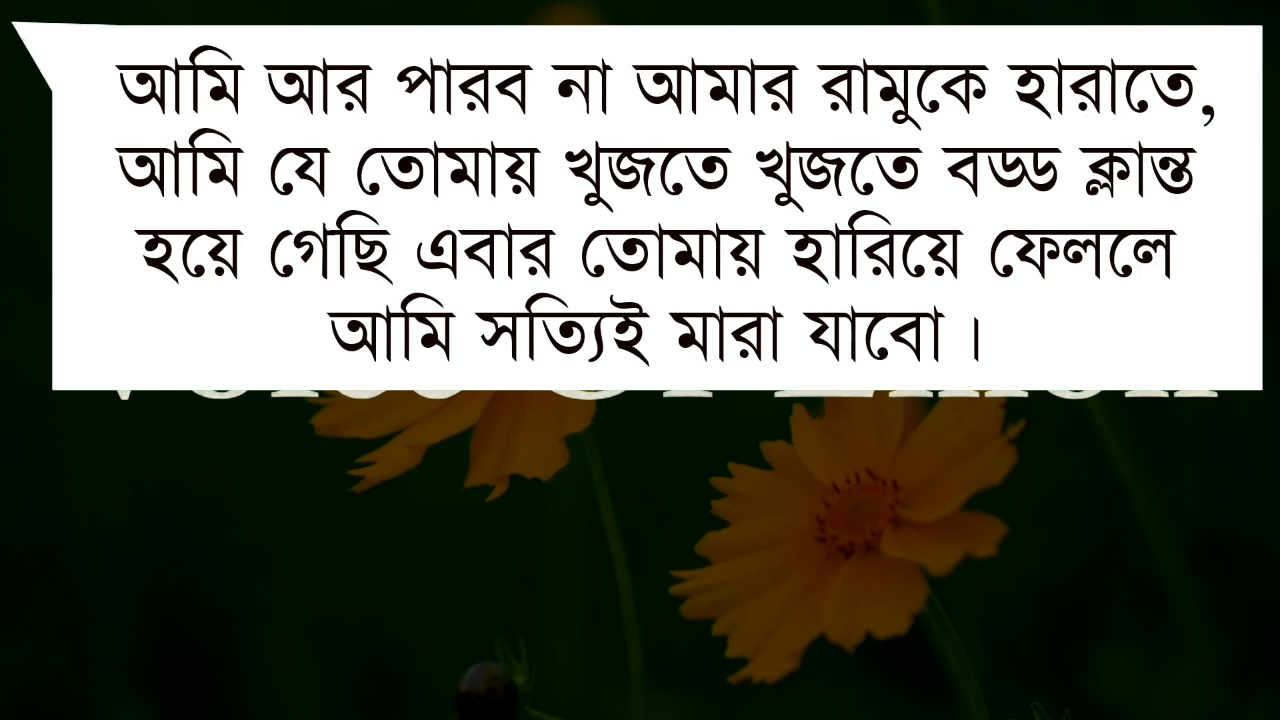 আমি আর পারব না আমার রামুকে হারাতে,
আমি যে তোমায় খুজতে খুজতে বড্ড ক্লান্ত
হয়ে গেছি এবার তোমায় হারিয়ে ফেললে
আমি সত্যিই মারা যাবো।